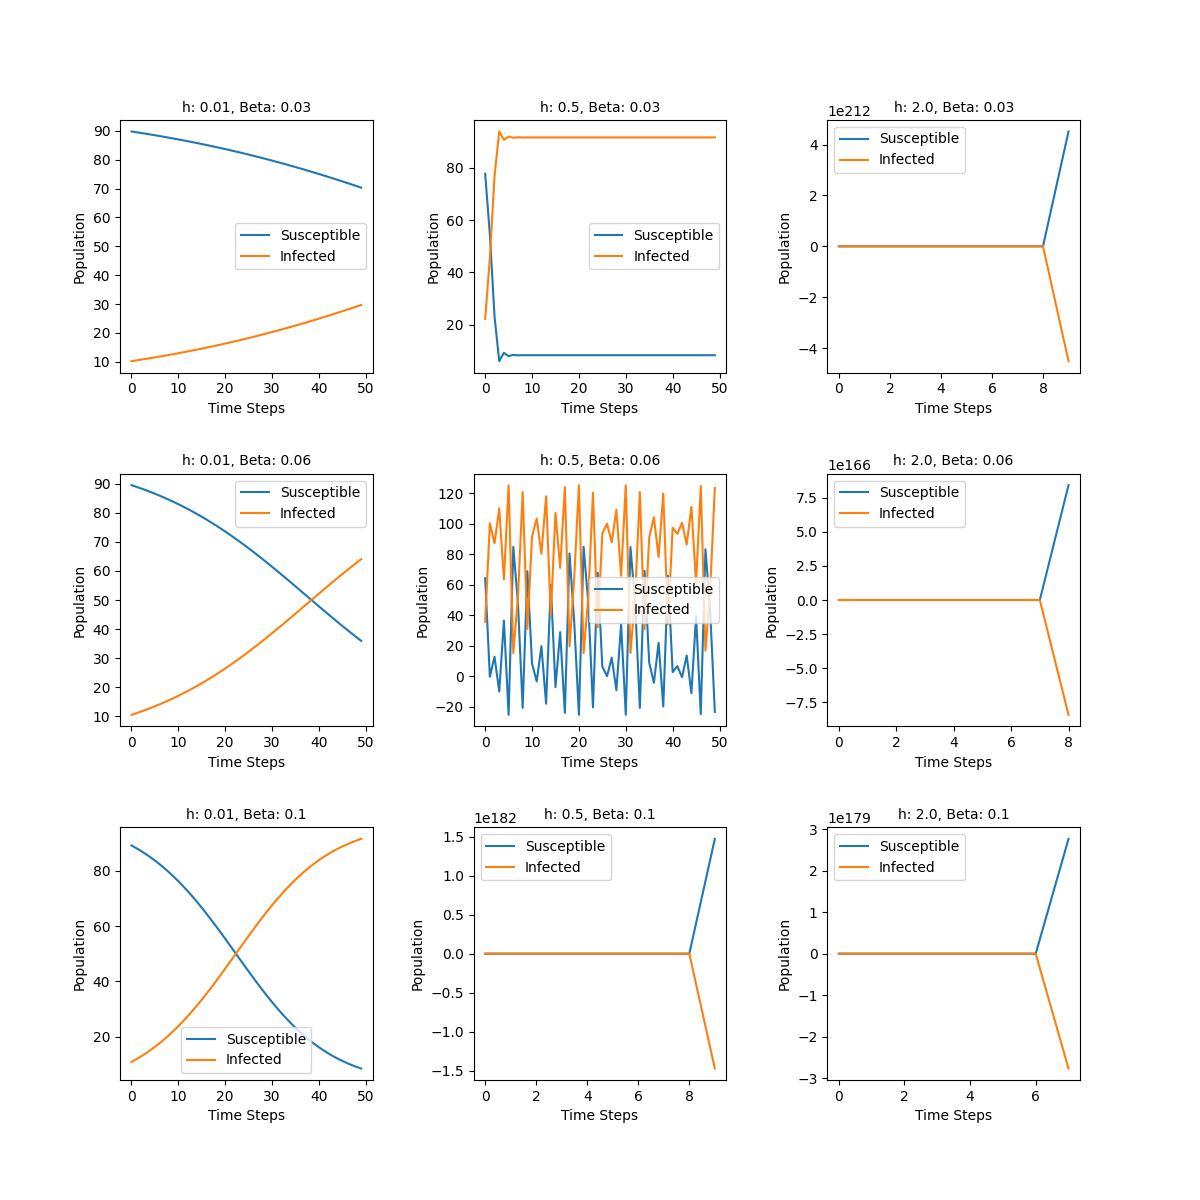 h: 0.01, Beta: 0.03
90
80
70
60
50
40
30
20
10
Population
Susceptible
Infected
0 10 20 30 40 50
Time Steps
h: 0.5, Beta: 0.03
80
60
40
20
Population
Susceptible
Infected
0 10 20 30 40 50
Time Steps
h: 2.0, Beta: 0.03
1e212
4
2
0
−2
−4
Population
Susceptible
Infected
0 2 4 6 8
Time Steps
h: 0.01, Beta: 0.06
90
80
70
60
50
40
30
20
10
Population
Susceptible
Infected
0 10 20 30 40 50
Time Steps
h: 0.5, Beta: 0.06
120
100
80
60
40
20
0
−20
Population
Susceptible
Infected
0 10 20 30 40 50
Time Steps
h: 2.0, Beta: 0.06
1e166
7.5
5.0
2.5
0.0
−2.5
−5.0
−7.5
Population
Susceptible
Infected
0 2 4 6 8
Time Steps
h: 0.01, Beta: 0.1
80
60
40
20
Population
Susceptible
Infected
0 10 20 30 40 50
Time Steps
h: 0.5, Beta: 0.1
1e182
1.5
1.0
0.5
0.0
−0.5
−1.0
−1.5
Population
Susceptible
Infected
0 2 4 6 8
Time Steps
h: 2.0, Beta: 0.1
1e179
3
2
1
0
−1
−2
−3
Population
Susceptible
Infected
0 2 4 6
Time Steps